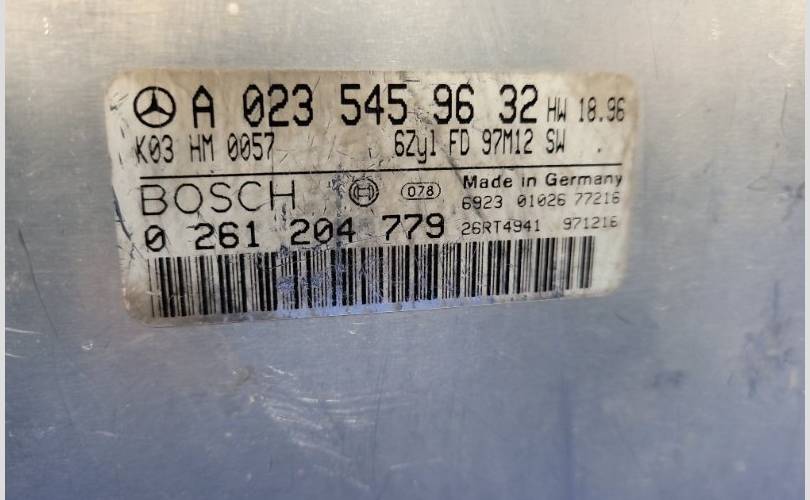 A 023 545 96 32 HW 18.96
K03 HM 0057 6Zyl FD 97M12 SW .
BOSCH 078 Made in Germany
6923 01026 77216
0 261 204 779 26RT4941 971216